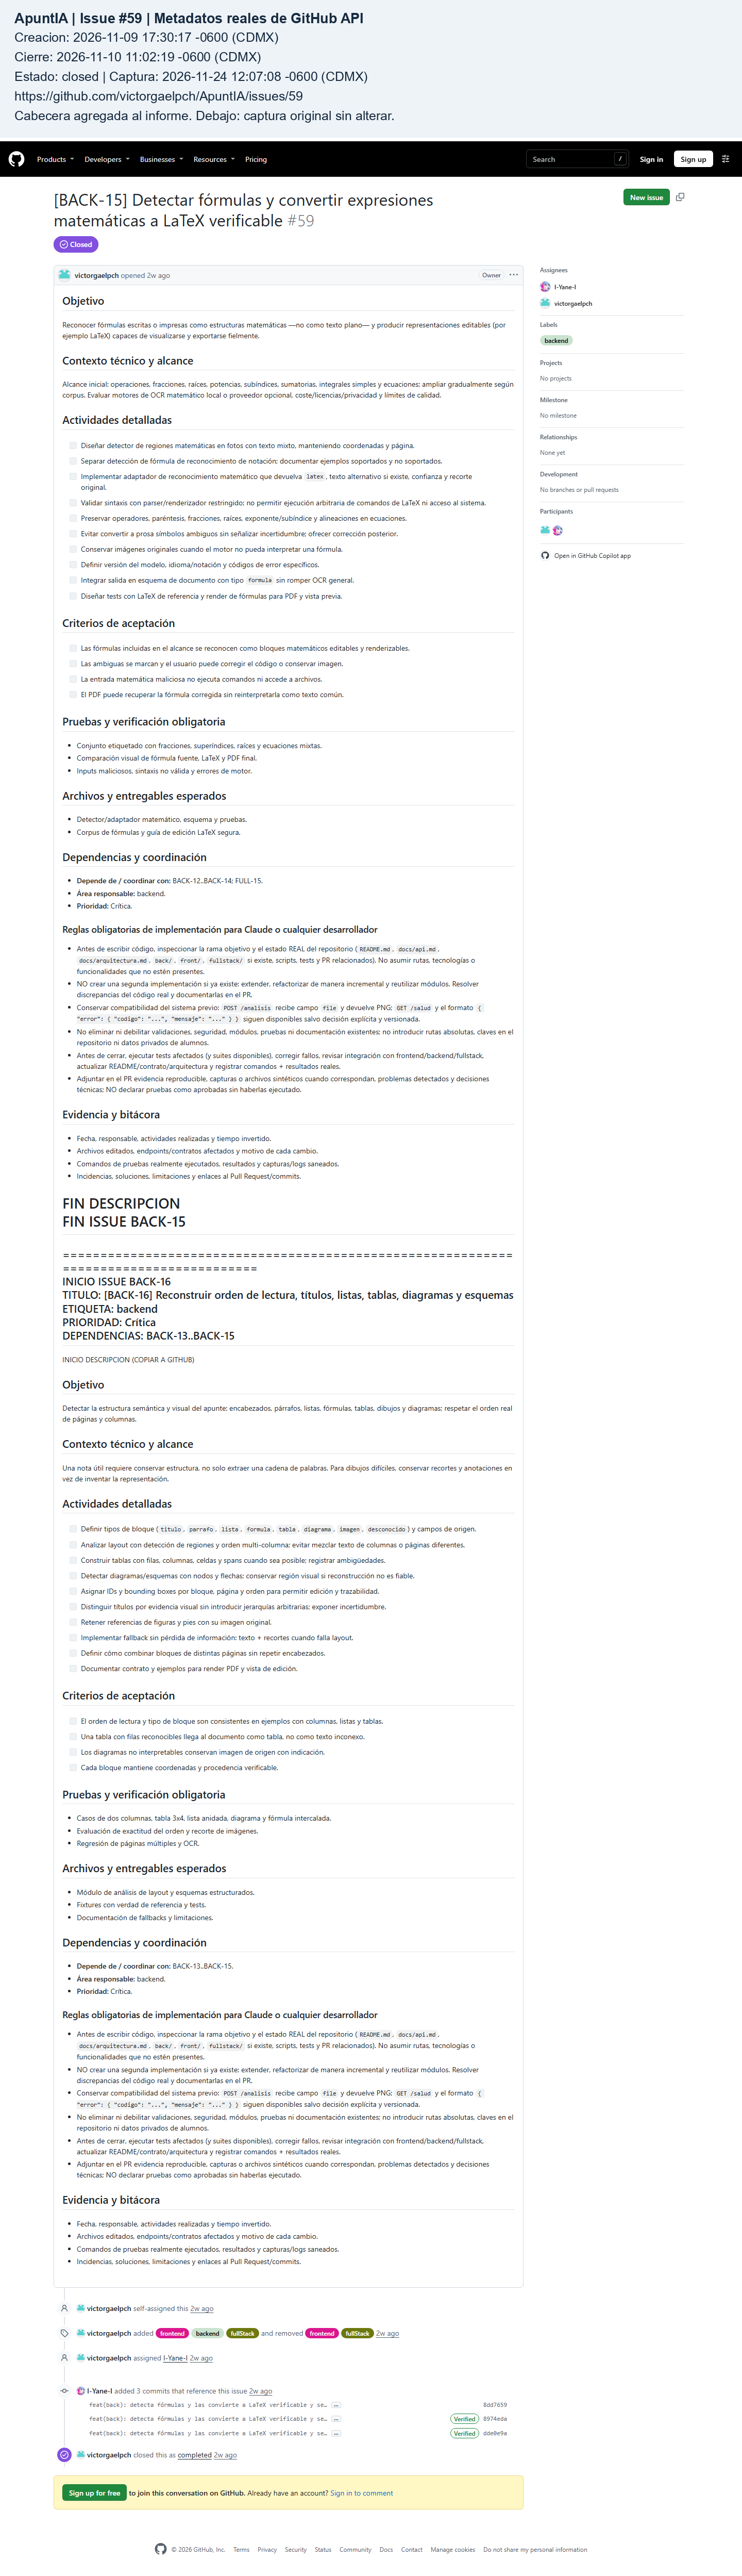 ApuntIA | Issue #59 | Metadatos reales de GitHub API
Creacion: 2026-11-09 17:30:17 -0600 (CDMX)
Cierre: 2026-11-10 11:02:19 -0600 (CDMX)
Estado: closed | Captura: 2026-11-24 12:07:08 -0600 (CDMX)
https://github.com/victorgaelpch/ApuntIA/issues/59
Cabecera agregada al informe. Debajo: captura original sin alterar.
Products Developers Businesses Resources Pricing Search / Sign in Sign up
[BACK-15] Detectar fórmulas y convertir expresiones
matemáticas a LaTeX verificable #59
New issue
Closed
victorgaelpch opened 2w ago Owner
Objetivo
Reconocer fórmulas escritas o impresas como estructuras matemáticas —no como texto plano— y producir representaciones editables (por
ejemplo LaTeX) capaces de visualizarse y exportarse fielmente.
Contexto técnico y alcance
Alcance inicial: operaciones, fracciones, raíces, potencias, subíndices, sumatorias, integrales simples y ecuaciones; ampliar gradualmente según
corpus. Evaluar motores de OCR matemático local o proveedor opcional, coste/licencias/privacidad y límites de calidad.
Actividades detalladas
Diseñar detector de regiones matemáticas en fotos con texto mixto, manteniendo coordenadas y página.
Separar detección de fórmula de reconocimiento de notación; documentar ejemplos soportados y no soportados.
Implementar adaptador de reconocimiento matemático que devuelva latex, texto alternativo si existe, confianza y recorte
original.
Validar sintaxis con parser/renderizador restringido; no permitir ejecución arbitraria de comandos de LaTeX ni acceso al sistema.
Preservar operadores, paréntesis, fracciones, raíces, exponente/subíndice y alineaciones en ecuaciones.
Evitar convertir a prosa símbolos ambiguos sin señalizar incertidumbre; ofrecer corrección posterior.
Conservar imágenes originales cuando el motor no pueda interpretar una fórmula.
Definir versión del modelo, idioma/notación y códigos de error específicos.
Integrar salida en esquema de documento con tipo formula sin romper OCR general.
Diseñar tests con LaTeX de referencia y render de fórmulas para PDF y vista previa.
Criterios de aceptación
Las fórmulas incluidas en el alcance se reconocen como bloques matemáticos editables y renderizables.
Las ambiguas se marcan y el usuario puede corregir el código o conservar imagen.
La entrada matemática maliciosa no ejecuta comandos ni accede a archivos.
El PDF puede recuperar la fórmula corregida sin reinterpretarla como texto común.
Pruebas y verificación obligatoria
Conjunto etiquetado con fracciones, superíndices, raíces y ecuaciones mixtas.
Comparación visual de fórmula fuente, LaTeX y PDF final.
Inputs maliciosos, sintaxis no válida y errores de motor.
Archivos y entregables esperados
Detector/adaptador matemático, esquema y pruebas.
Corpus de fórmulas y guía de edición LaTeX segura.
Dependencias y coordinación
Depende de / coordinar con: BACK-12..BACK-14; FULL-15.
Área responsable: backend.
Prioridad: Crítica.
Reglas obligatorias de implementación para Claude o cualquier desarrollador
Antes de escribir código, inspeccionar la rama objetivo y el estado REAL del repositorio ( README.md, docs/api.md,
docs/arquitectura.md, back/, front/, fullstack/ si existe, scripts, tests y PR relacionados). No asumir rutas, tecnologías o
funcionalidades que no estén presentes.
NO crear una segunda implementación si ya existe: extender, refactorizar de manera incremental y reutilizar módulos. Resolver
discrepancias del código real y documentarlas en el PR.
Conservar compatibilidad del sistema previo: POST /analisis recibe campo file y devuelve PNG; GET /salud y el formato {
"error": { "codigo": "...", "mensaje": "..." } } siguen disponibles salvo decisión explícita y versionada.
No eliminar ni debilitar validaciones, seguridad, módulos, pruebas ni documentación existentes; no introducir rutas absolutas, claves en el
repositorio ni datos privados de alumnos.
Antes de cerrar, ejecutar tests afectados (y suites disponibles), corregir fallos, revisar integración con frontend/backend/fullstack,
actualizar README/contrato/arquitectura y registrar comandos + resultados reales.
Adjuntar en el PR evidencia reproducible, capturas o archivos sintéticos cuando correspondan, problemas detectados y decisiones
técnicas; NO declarar pruebas como aprobadas sin haberlas ejecutado.
Evidencia y bitácora
Fecha, responsable, actividades realizadas y tiempo invertido.
Archivos editados, endpoints/contratos afectados y motivo de cada cambio.
Comandos de pruebas realmente ejecutados, resultados y capturas/logs saneados.
Incidencias, soluciones, limitaciones y enlaces al Pull Request/commits.
FIN DESCRIPCION
FIN ISSUE BACK-15
=============================================================
==========================
INICIO ISSUE BACK-16
TITULO: [BACK-16] Reconstruir orden de lectura, títulos, listas, tablas, diagramas y esquemas
ETIQUETA: backend
PRIORIDAD: Crítica
DEPENDENCIAS: BACK-13..BACK-15
INICIO DESCRIPCION (COPIAR A GITHUB)
Objetivo
Detectar la estructura semántica y visual del apunte: encabezados, párrafos, listas, fórmulas, tablas, dibujos y diagramas; respetar el orden real
de páginas y columnas.
Contexto técnico y alcance
Una nota útil requiere conservar estructura, no solo extraer una cadena de palabras. Para dibujos difíciles, conservar recortes y anotaciones en
vez de inventar la representación.
Actividades detalladas
Definir tipos de bloque ( titulo, parrafo, lista, formula, tabla, diagrama, imagen, desconocido ) y campos de origen.
Analizar layout con detección de regiones y orden multi-columna; evitar mezclar texto de columnas o páginas diferentes.
Construir tablas con filas, columnas, celdas y spans cuando sea posible; registrar ambigüedades.
Detectar diagramas/esquemas con nodos y flechas; conservar región visual si reconstrucción no es fiable.
Asignar IDs y bounding boxes por bloque, página y orden para permitir edición y trazabilidad.
Distinguir títulos por evidencia visual sin introducir jerarquías arbitrarias; exponer incertidumbre.
Retener referencias de figuras y pies con su imagen original.
Implementar fallback sin pérdida de información: texto + recortes cuando falla layout.
Definir cómo combinar bloques de distintas páginas sin repetir encabezados.
Documentar contrato y ejemplos para render PDF y vista de edición.
Criterios de aceptación
El orden de lectura y tipo de bloque son consistentes en ejemplos con columnas, listas y tablas.
Una tabla con filas reconocibles llega al documento como tabla, no como texto inconexo.
Los diagramas no interpretables conservan imagen de origen con indicación.
Cada bloque mantiene coordenadas y procedencia verificable.
Pruebas y verificación obligatoria
Casos de dos columnas, tabla 3x4, lista anidada, diagrama y fórmula intercalada.
Evaluación de exactitud del orden y recorte de imágenes.
Regresión de páginas múltiples y OCR.
Archivos y entregables esperados
Módulo de análisis de layout y esquemas estructurados.
Fixtures con verdad de referencia y tests.
Documentación de fallbacks y limitaciones.
Dependencias y coordinación
Depende de / coordinar con: BACK-13..BACK-15.
Área responsable: backend.
Prioridad: Crítica.
Reglas obligatorias de implementación para Claude o cualquier desarrollador
Antes de escribir código, inspeccionar la rama objetivo y el estado REAL del repositorio ( README.md, docs/api.md,
docs/arquitectura.md, back/, front/, fullstack/ si existe, scripts, tests y PR relacionados). No asumir rutas, tecnologías o
funcionalidades que no estén presentes.
NO crear una segunda implementación si ya existe: extender, refactorizar de manera incremental y reutilizar módulos. Resolver
discrepancias del código real y documentarlas en el PR.
Conservar compatibilidad del sistema previo: POST /analisis recibe campo file y devuelve PNG; GET /salud y el formato {
"error": { "codigo": "...", "mensaje": "..." } } siguen disponibles salvo decisión explícita y versionada.
No eliminar ni debilitar validaciones, seguridad, módulos, pruebas ni documentación existentes; no introducir rutas absolutas, claves en el
repositorio ni datos privados de alumnos.
Antes de cerrar, ejecutar tests afectados (y suites disponibles), corregir fallos, revisar integración con frontend/backend/fullstack,
actualizar README/contrato/arquitectura y registrar comandos + resultados reales.
Adjuntar en el PR evidencia reproducible, capturas o archivos sintéticos cuando correspondan, problemas detectados y decisiones
técnicas; NO declarar pruebas como aprobadas sin haberlas ejecutado.
Evidencia y bitácora
Fecha, responsable, actividades realizadas y tiempo invertido.
Archivos editados, endpoints/contratos afectados y motivo de cada cambio.
Comandos de pruebas realmente ejecutados, resultados y capturas/logs saneados.
Incidencias, soluciones, limitaciones y enlaces al Pull Request/commits.
victorgaelpch self-assigned this 2w ago
victorgaelpch added frontend backend fullStack and removed frontend fullStack 2w ago
victorgaelpch assigned I-Yane-I 2w ago
I-Yane-I added 3 commits that reference this issue 2w ago
feat(back): detecta fórmulas y las convierte a LaTeX verificable y se… ... 8dd7659
feat(back): detecta fórmulas y las convierte a LaTeX verificable y se… ... Verified 8974eda
feat(back): detecta fórmulas y las convierte a LaTeX verificable y se… ... Verified dde0e9a
victorgaelpch closed this as completed 2w ago
Sign up for free to join this conversation on GitHub. Already have an account? Sign in to comment
Assignees
I-Yane-I
victorgaelpch
Labels
backend
Projects
No projects
Milestone
No milestone
Relationships
None yet
Development
No branches or pull requests
Participants
Open in GitHub Copilot app
© 2026 GitHub, Inc. Terms Privacy Security Status Community Docs Contact Manage cookies Do not share my personal information